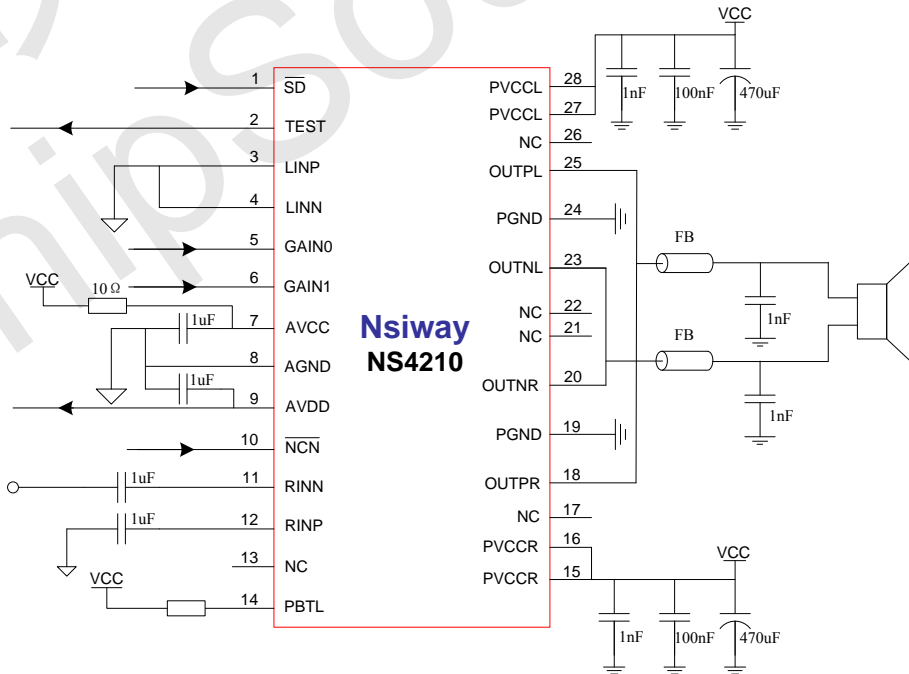 VCC
1nF 100nF 470uF
1 SD
2 TEST
3 LINP
4 LINN
5 GAIN0
6 GAIN1
VCC
10Ω
1uF
7 AVCC
8 AGND
1uF
9 AVDD
10 NCN
1uF
11 RINN
1uF
12 RINP
13 NC
VCC
14 PBTL
Nsiway
NS4210
PVCCL 28
PVCCL 27
NC 26
OUTPL 25
PGND 24
OUTNL 23
NC 22
NC 21
OUTNR 20
PGND 19
OUTPR 18
NC 17
PVCCR 16
PVCCR 15
FB
1nF
FB
1nF
VCC
1nF 100nF 470uF